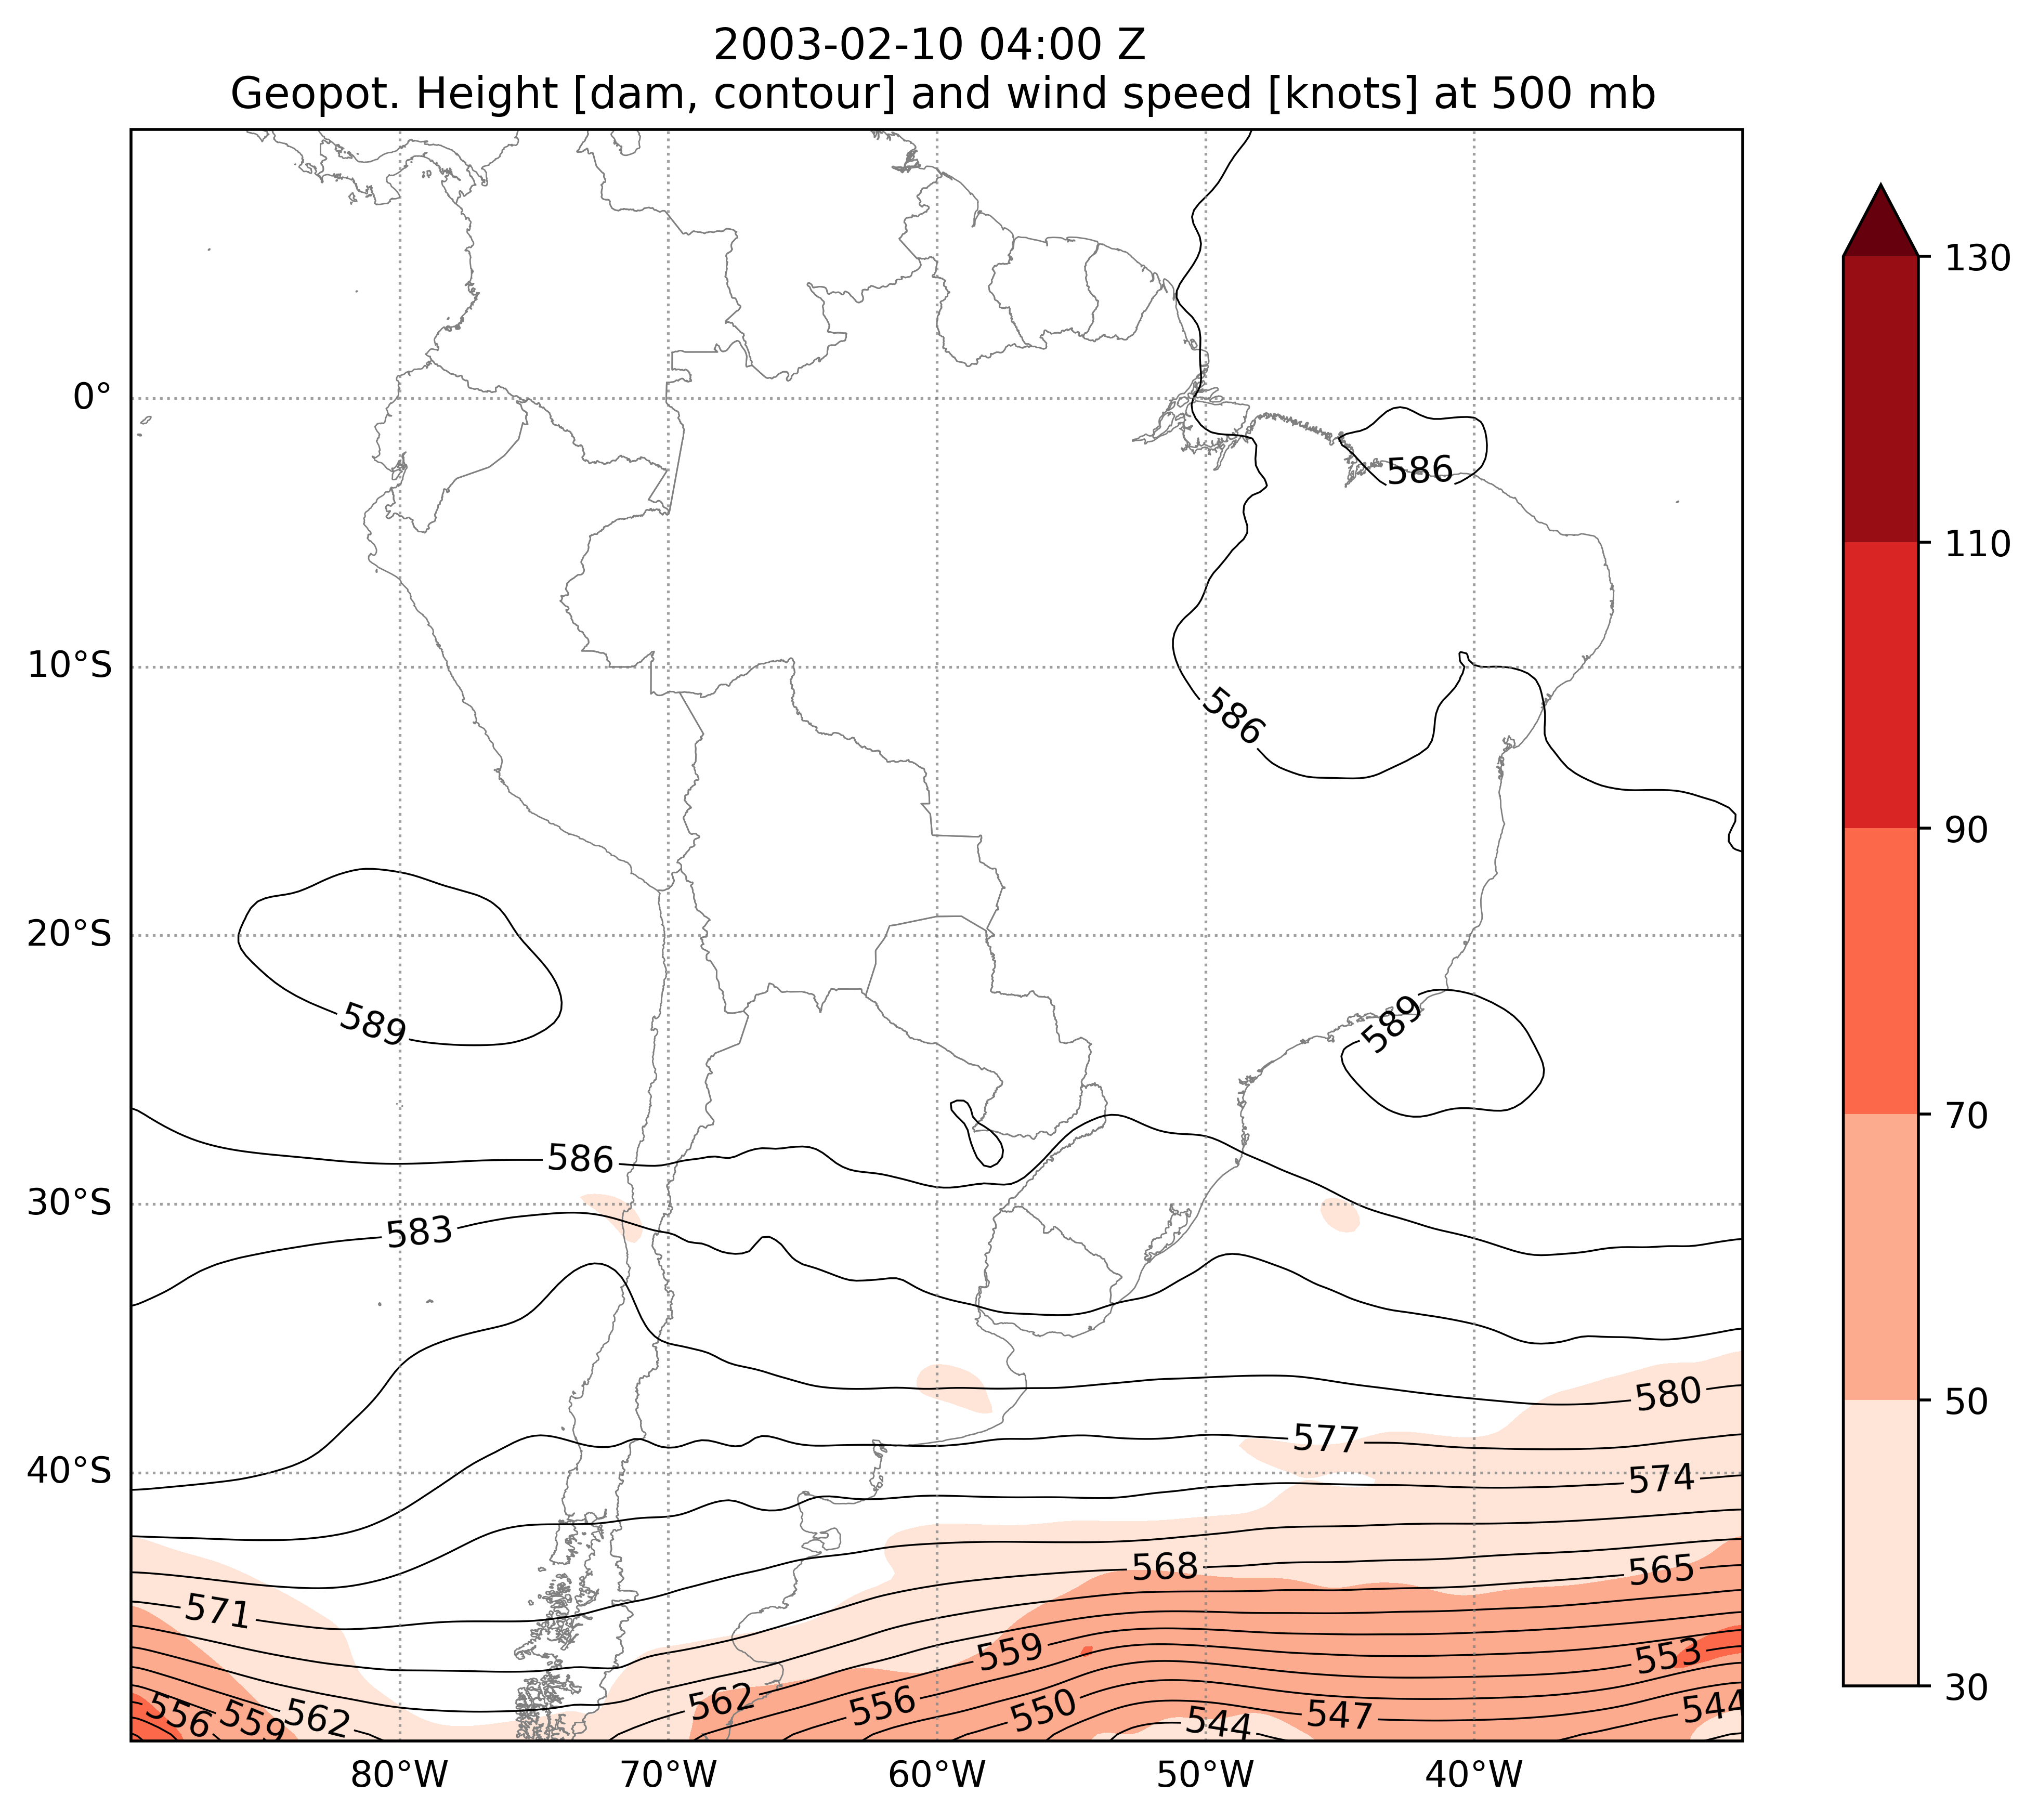 2003-02-10 04:00 Z
Geopot. Height [dam, contour] and wind speed [knots] at 500 mb
130
110
90
70
50
30
0°
10°S
20°S
30°S
40°S
80°W
70°W
60°W
50°W
40°W
586
586
589
589
586
583
580
577
574
568
565
571
559
553
562
556
550
547
544
544
556
559
562